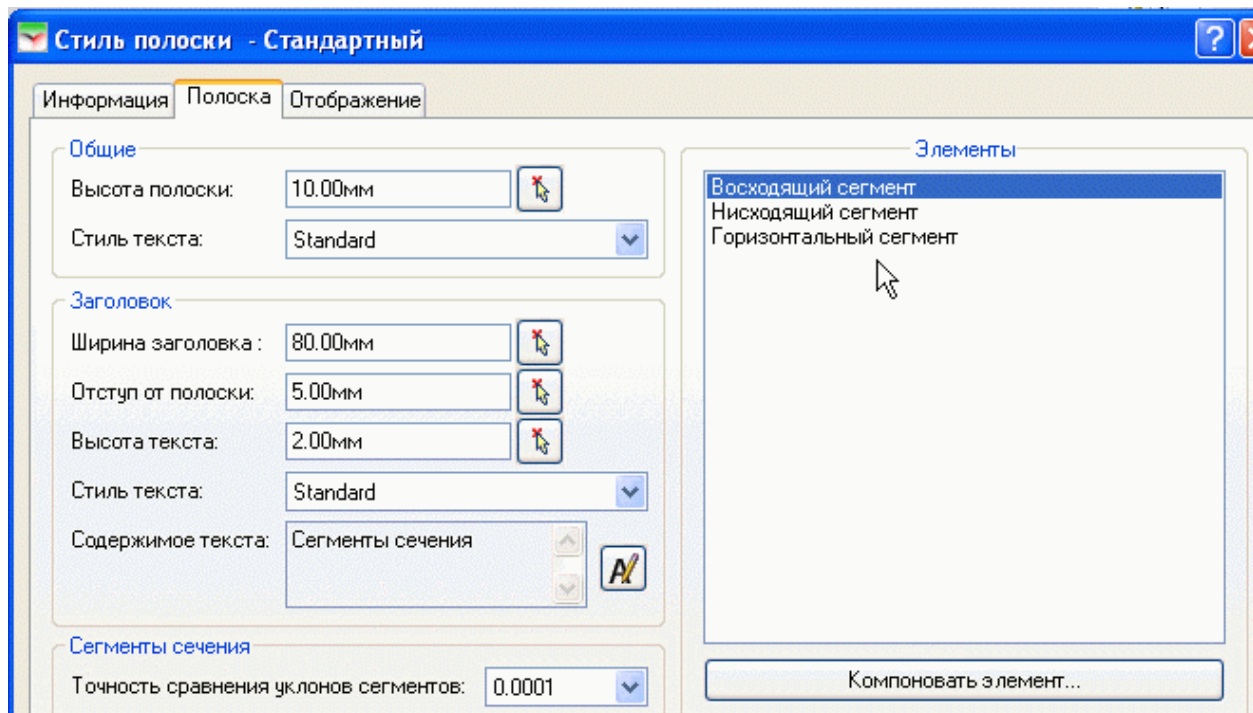 Стиль полоски - Стандартный
Информация Полоска Отображение
Общие
Высота полоски: 10.00мм
Стиль текста: Standard
Заголовок
Ширина заголовка : 80.00мм
Отступ от полоски: 5.00мм
Высота текста: 2.00мм
Стиль текста: Standard
Содержимое текста: Сегменты сечения
Сегменты сечения
Точность сравнения уклонов сегментов: 0.0001
Элементы
Восходящий сегмент
Нисходящий сегмент
Горизонтальный сегмент
Компоновать элемент...